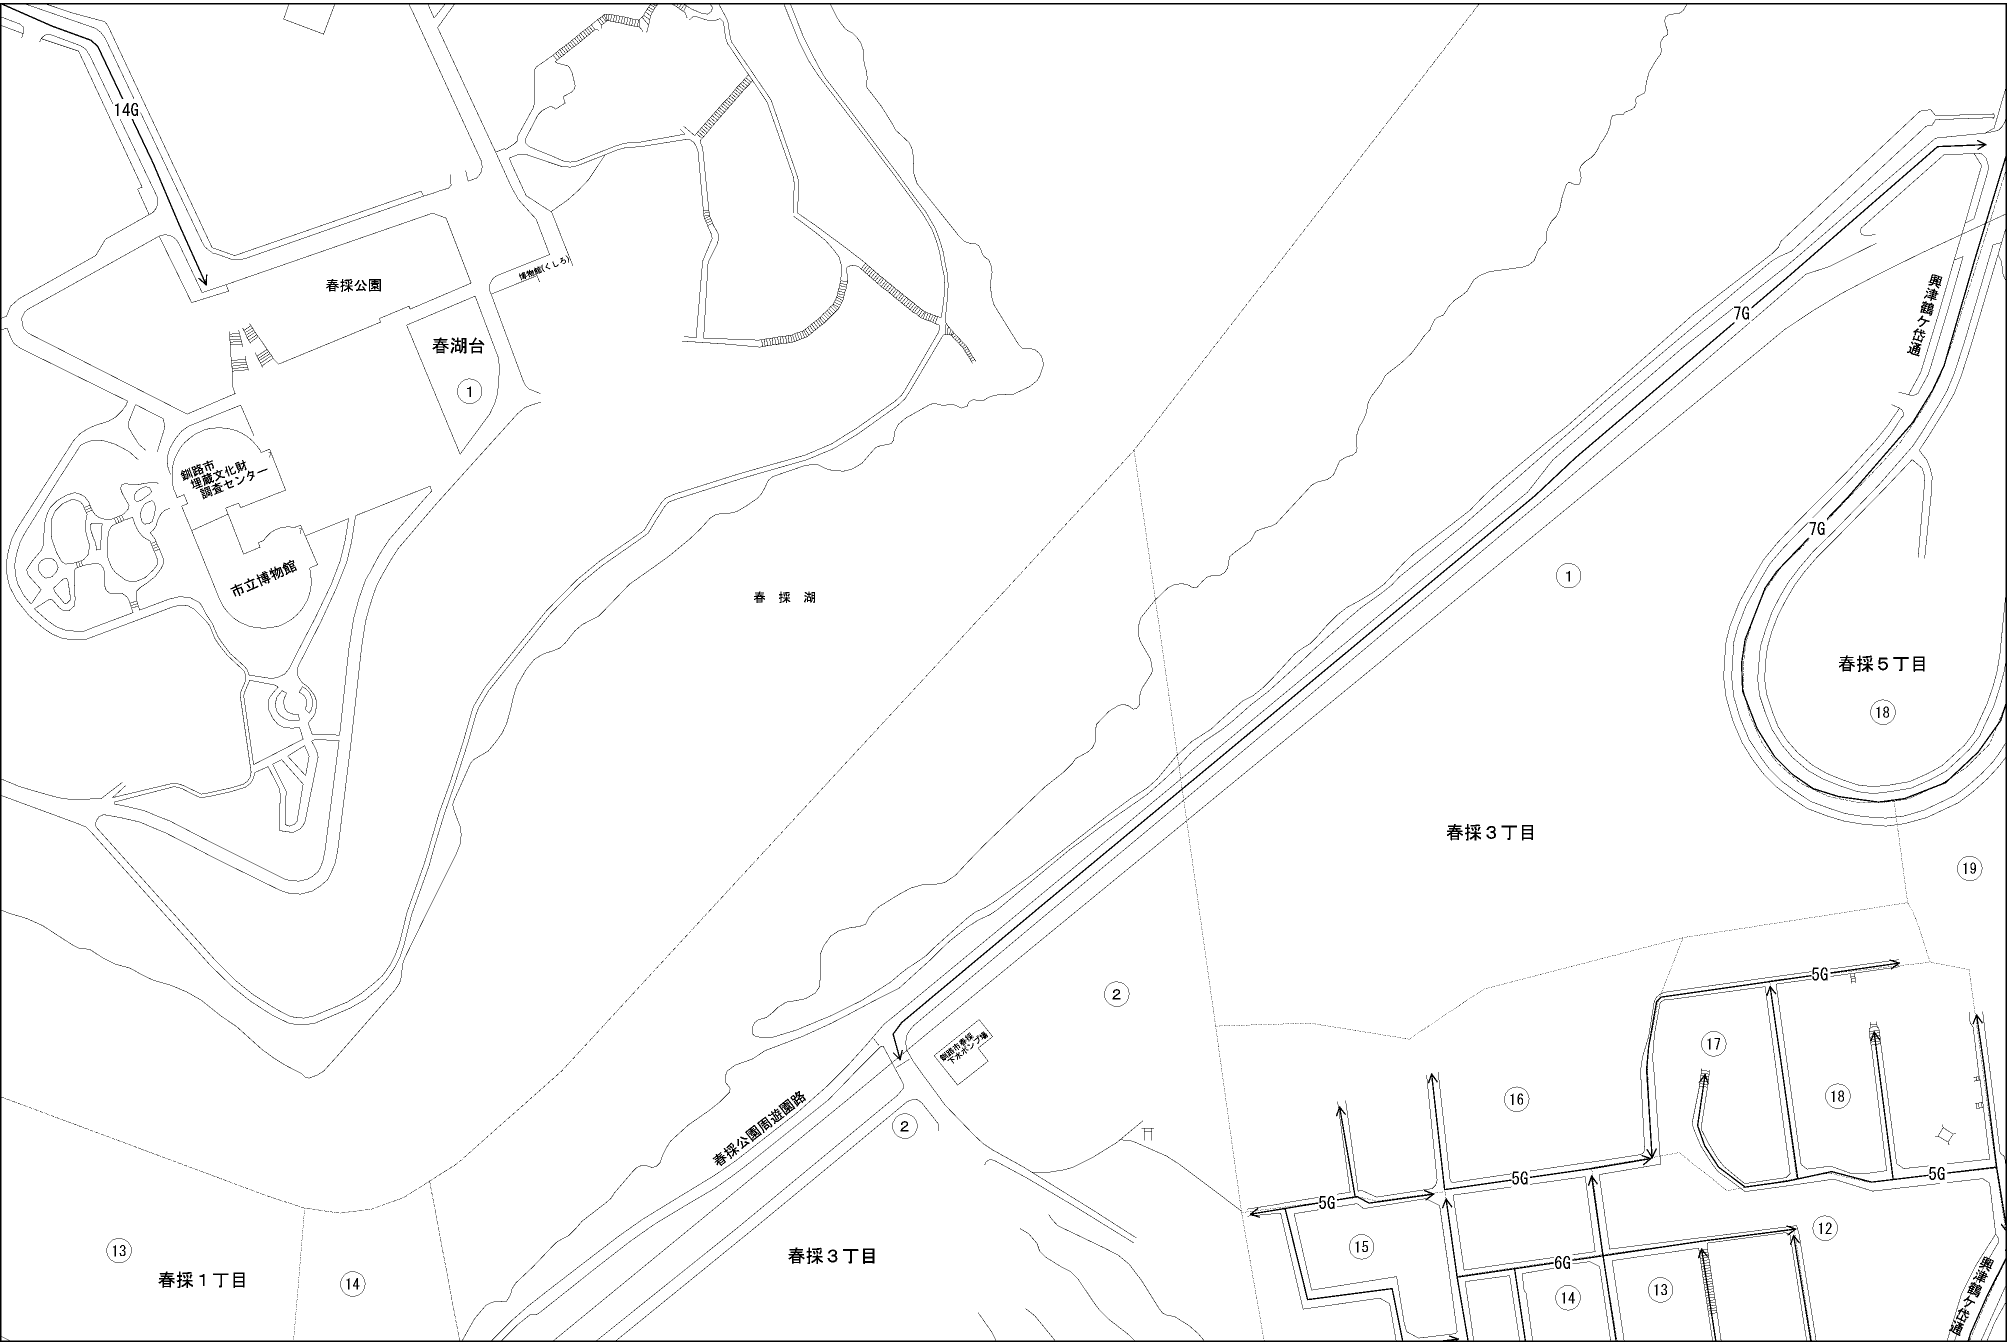 14G
春採公園
博物館(くしろ)
春湖台
1
釧路市
埋蔵文化財
調査センター
市立博物館
春採湖
7G
興津鶴ケ岱通
7G
1
春採5丁目
18
春採3丁目
19
2
5G
釧路市春採
下水ポンプ場
17
18
16
春採公園周遊園路
2
5G
5G
5G
12
15
13
春採1丁目
14
春採3丁目
6G
14
13
興津鶴ケ岱通